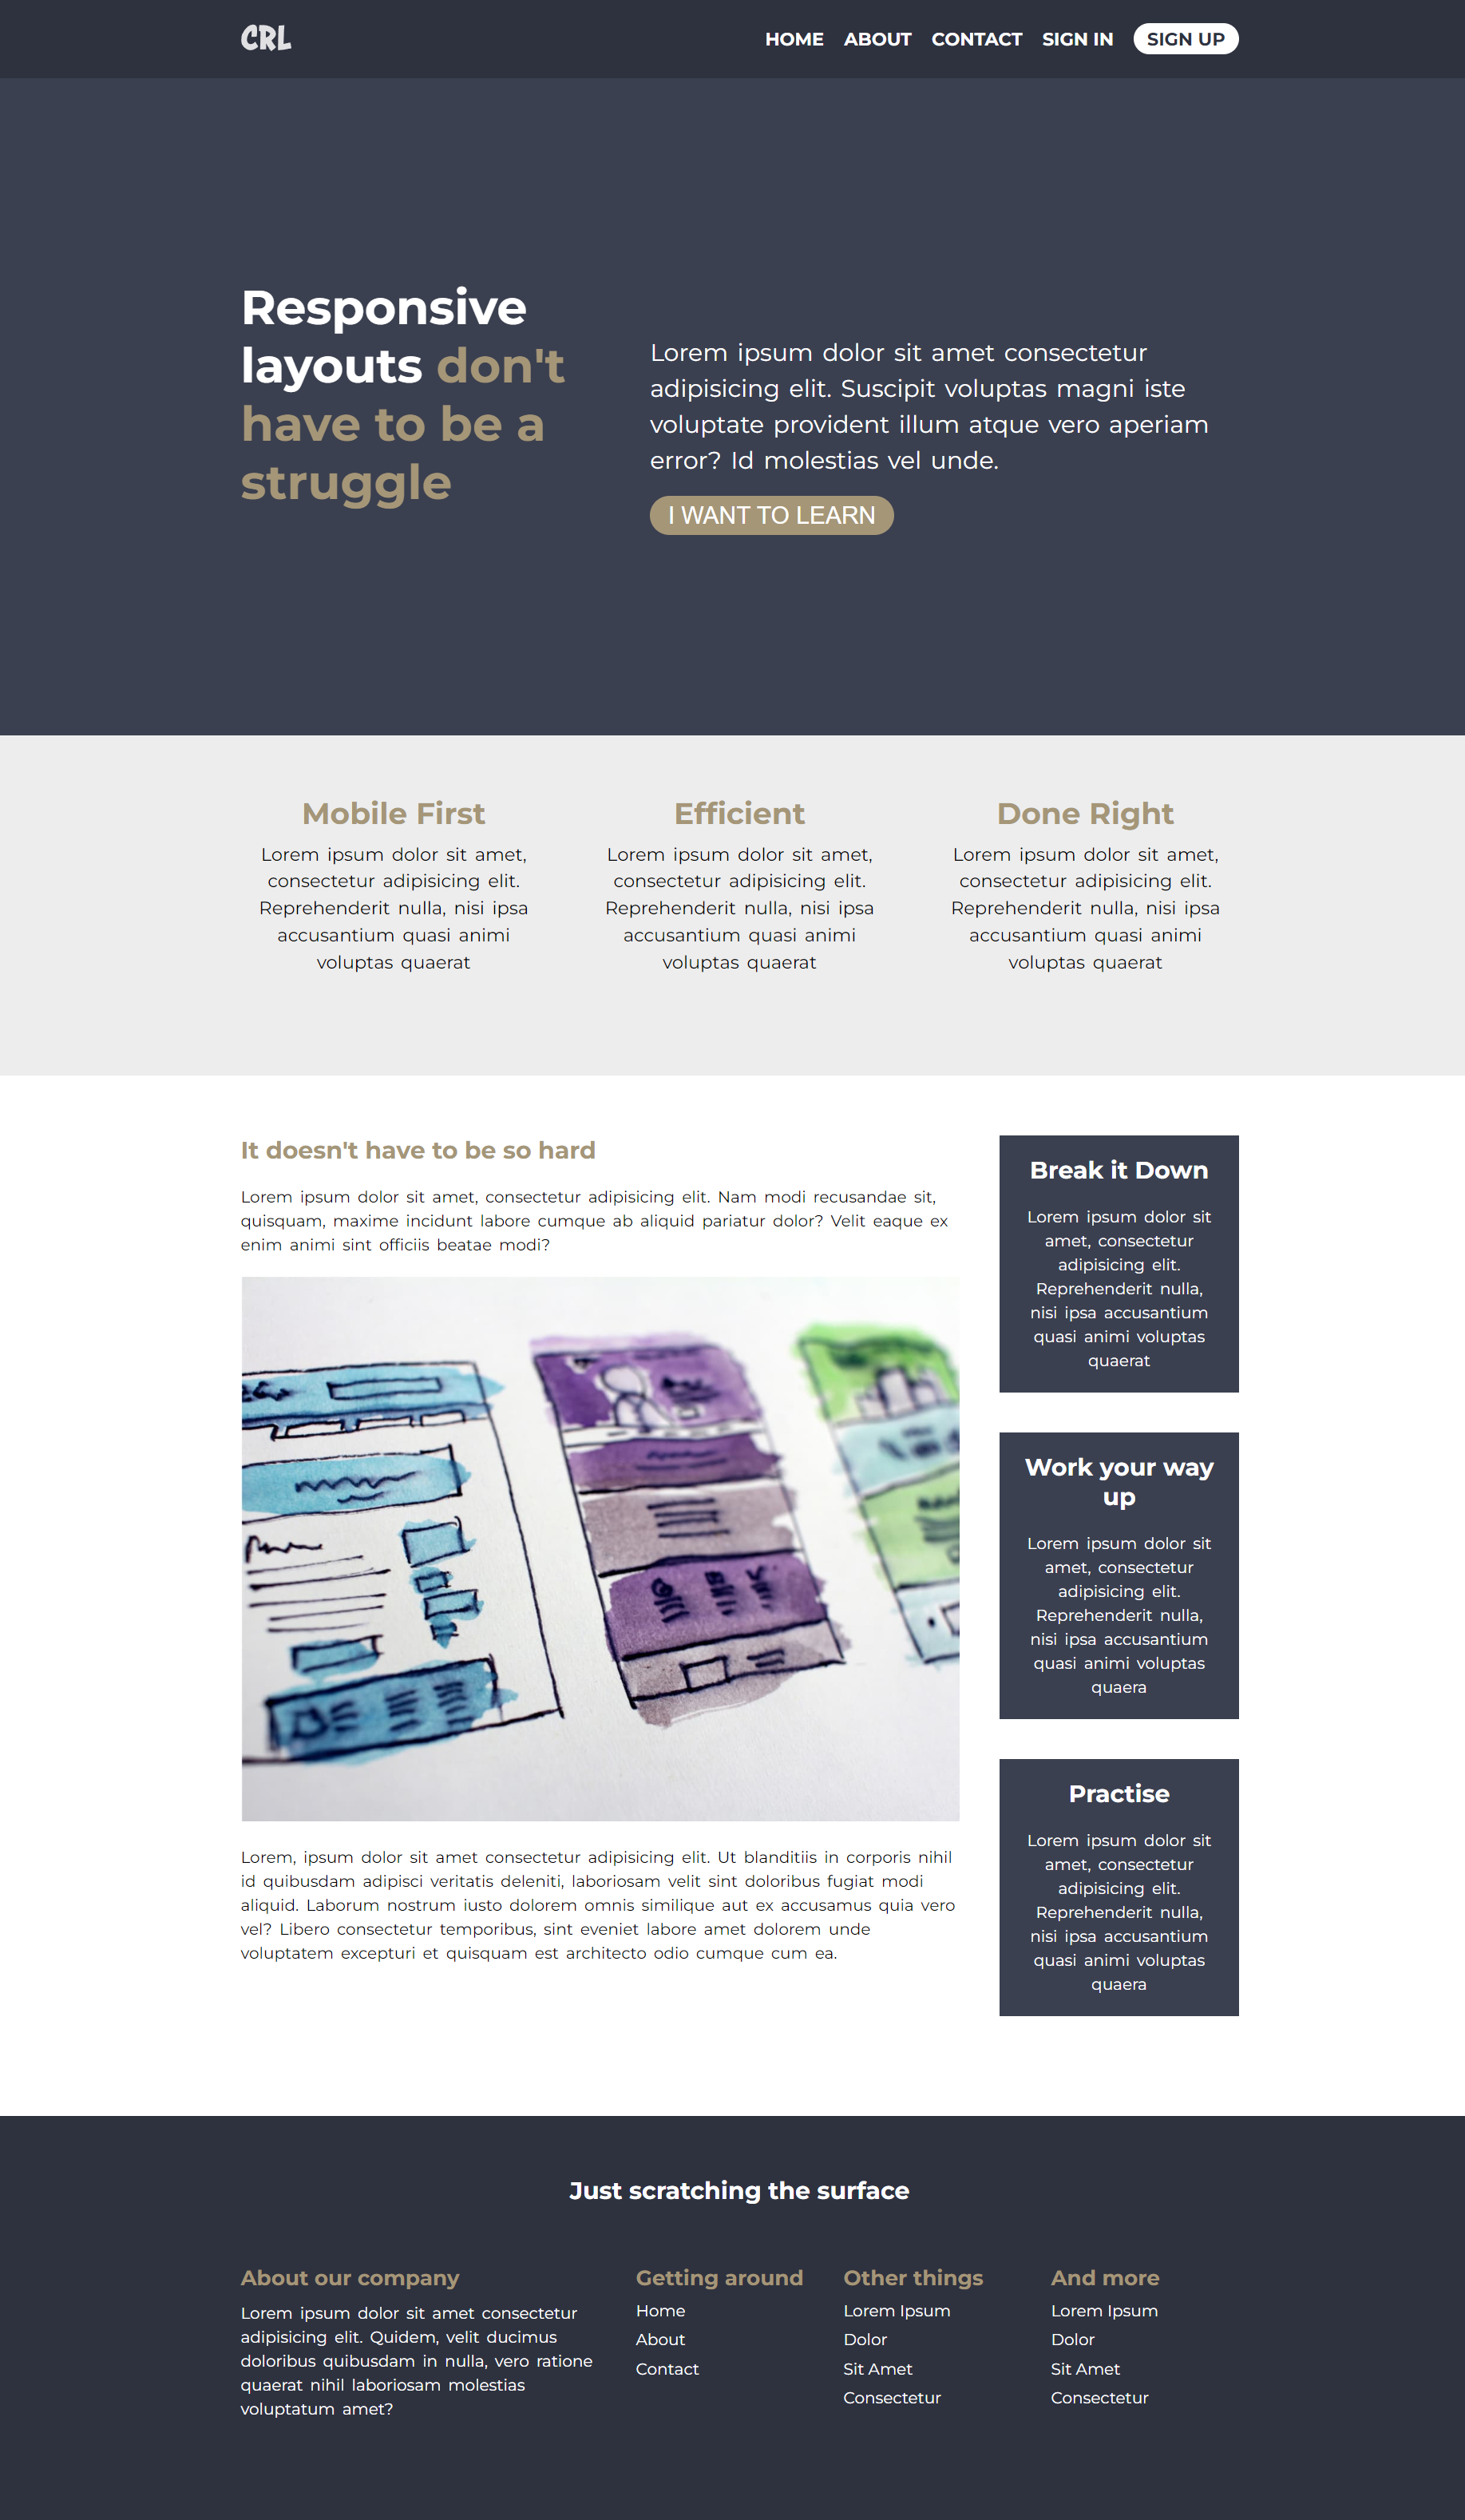 CRL
HOME ABOUT CONTACT SIGN IN SIGN UP
Responsive
layouts don't
have to be a
struggle
Lorem ipsum dolor sit amet consectetur
adipisicing elit. Suscipit voluptas magni iste
voluptate provident illum atque vero aperiam
error? Id molestias vel unde.
I WANT TO LEARN
Mobile First
Lorem ipsum dolor sit amet,
consectetur adipisicing elit.
Reprehenderit nulla, nisi ipsa
accusantium quasi animi
voluptas quaerat
Efficient
Lorem ipsum dolor sit amet,
consectetur adipisicing elit.
Reprehenderit nulla, nisi ipsa
accusantium quasi animi
voluptas quaerat
Done Right
Lorem ipsum dolor sit amet,
consectetur adipisicing elit.
Reprehenderit nulla, nisi ipsa
accusantium quasi animi
voluptas quaerat
It doesn't have to be so hard
Lorem ipsum dolor sit amet, consectetur adipisicing elit. Nam modi recusandae sit,
quisquam, maxime incidunt labore cumque ab aliquid pariatur dolor? Velit eaque ex
enim animi sint officiis beatae modi?
Lorem, ipsum dolor sit amet consectetur adipisicing elit. Ut blanditiis in corporis nihil
id quibusdam adipisci veritatis deleniti, laboriosam velit sint doloribus fugiat modi
aliquid. Laborum nostrum iusto dolorem omnis similique aut ex accusamus quia vero
vel? Libero consectetur temporibus, sint eveniet labore amet dolorem unde
voluptatem excepturi et quisquam est architecto odio cumque cum ea.
Break it Down
Lorem ipsum dolor sit
amet, consectetur
adipisicing elit.
Reprehenderit nulla,
nisi ipsa accusantium
quasi animi voluptas
quaerat
Work your way
up
Lorem ipsum dolor sit
amet, consectetur
adipisicing elit.
Reprehenderit nulla,
nisi ipsa accusantium
quasi animi voluptas
quaera
Practise
Lorem ipsum dolor sit
amet, consectetur
adipisicing elit.
Reprehenderit nulla,
nisi ipsa accusantium
quasi animi voluptas
quaera
Just scratching the surface
About our company
Lorem ipsum dolor sit amet consectetur
adipisicing elit. Quidem, velit ducimus
doloribus quibusdam in nulla, vero ratione
quaerat nihil laboriosam molestias
voluptatum amet?
Getting around
Home
About
Contact
Other things
Lorem Ipsum
Dolor
Sit Amet
Consectetur
And more
Lorem Ipsum
Dolor
Sit Amet
Consectetur